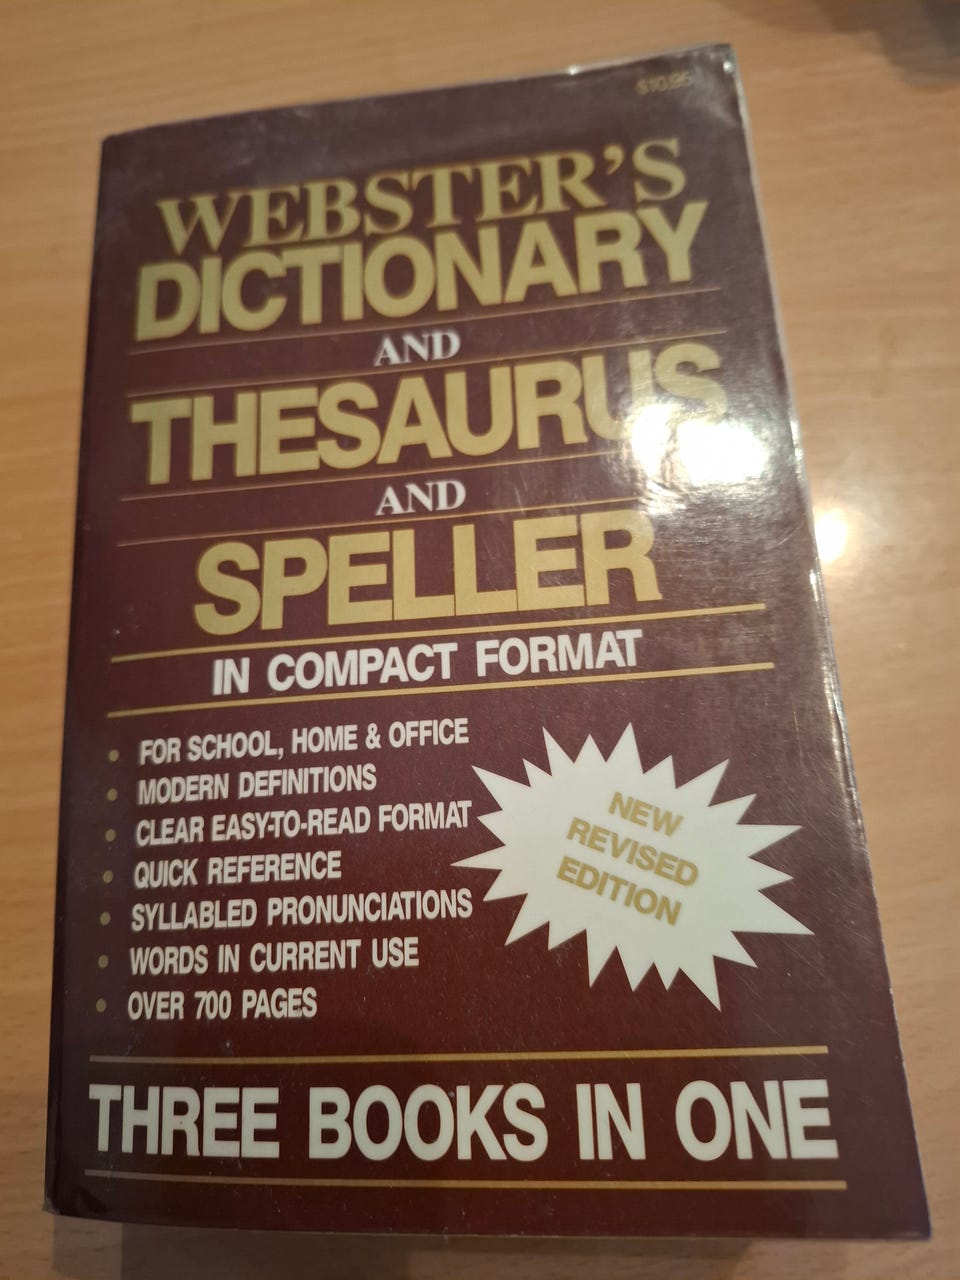 $10.95
WEBSTER'S
DICTIONARY
AND
THESAURUS
AND
SPELLER
IN COMPACT FORMAT
• FOR SCHOOL, HOME & OFFICE
• MODERN DEFINITIONS
• CLEAR EASY-TO-READ FORMAT
• QUICK REFERENCE
• SYLLABLED PRONUNCIATIONS
• WORDS IN CURRENT USE
• OVER 700 PAGES
NEW
REVISED
EDITION
THREE BOOKS IN ONE